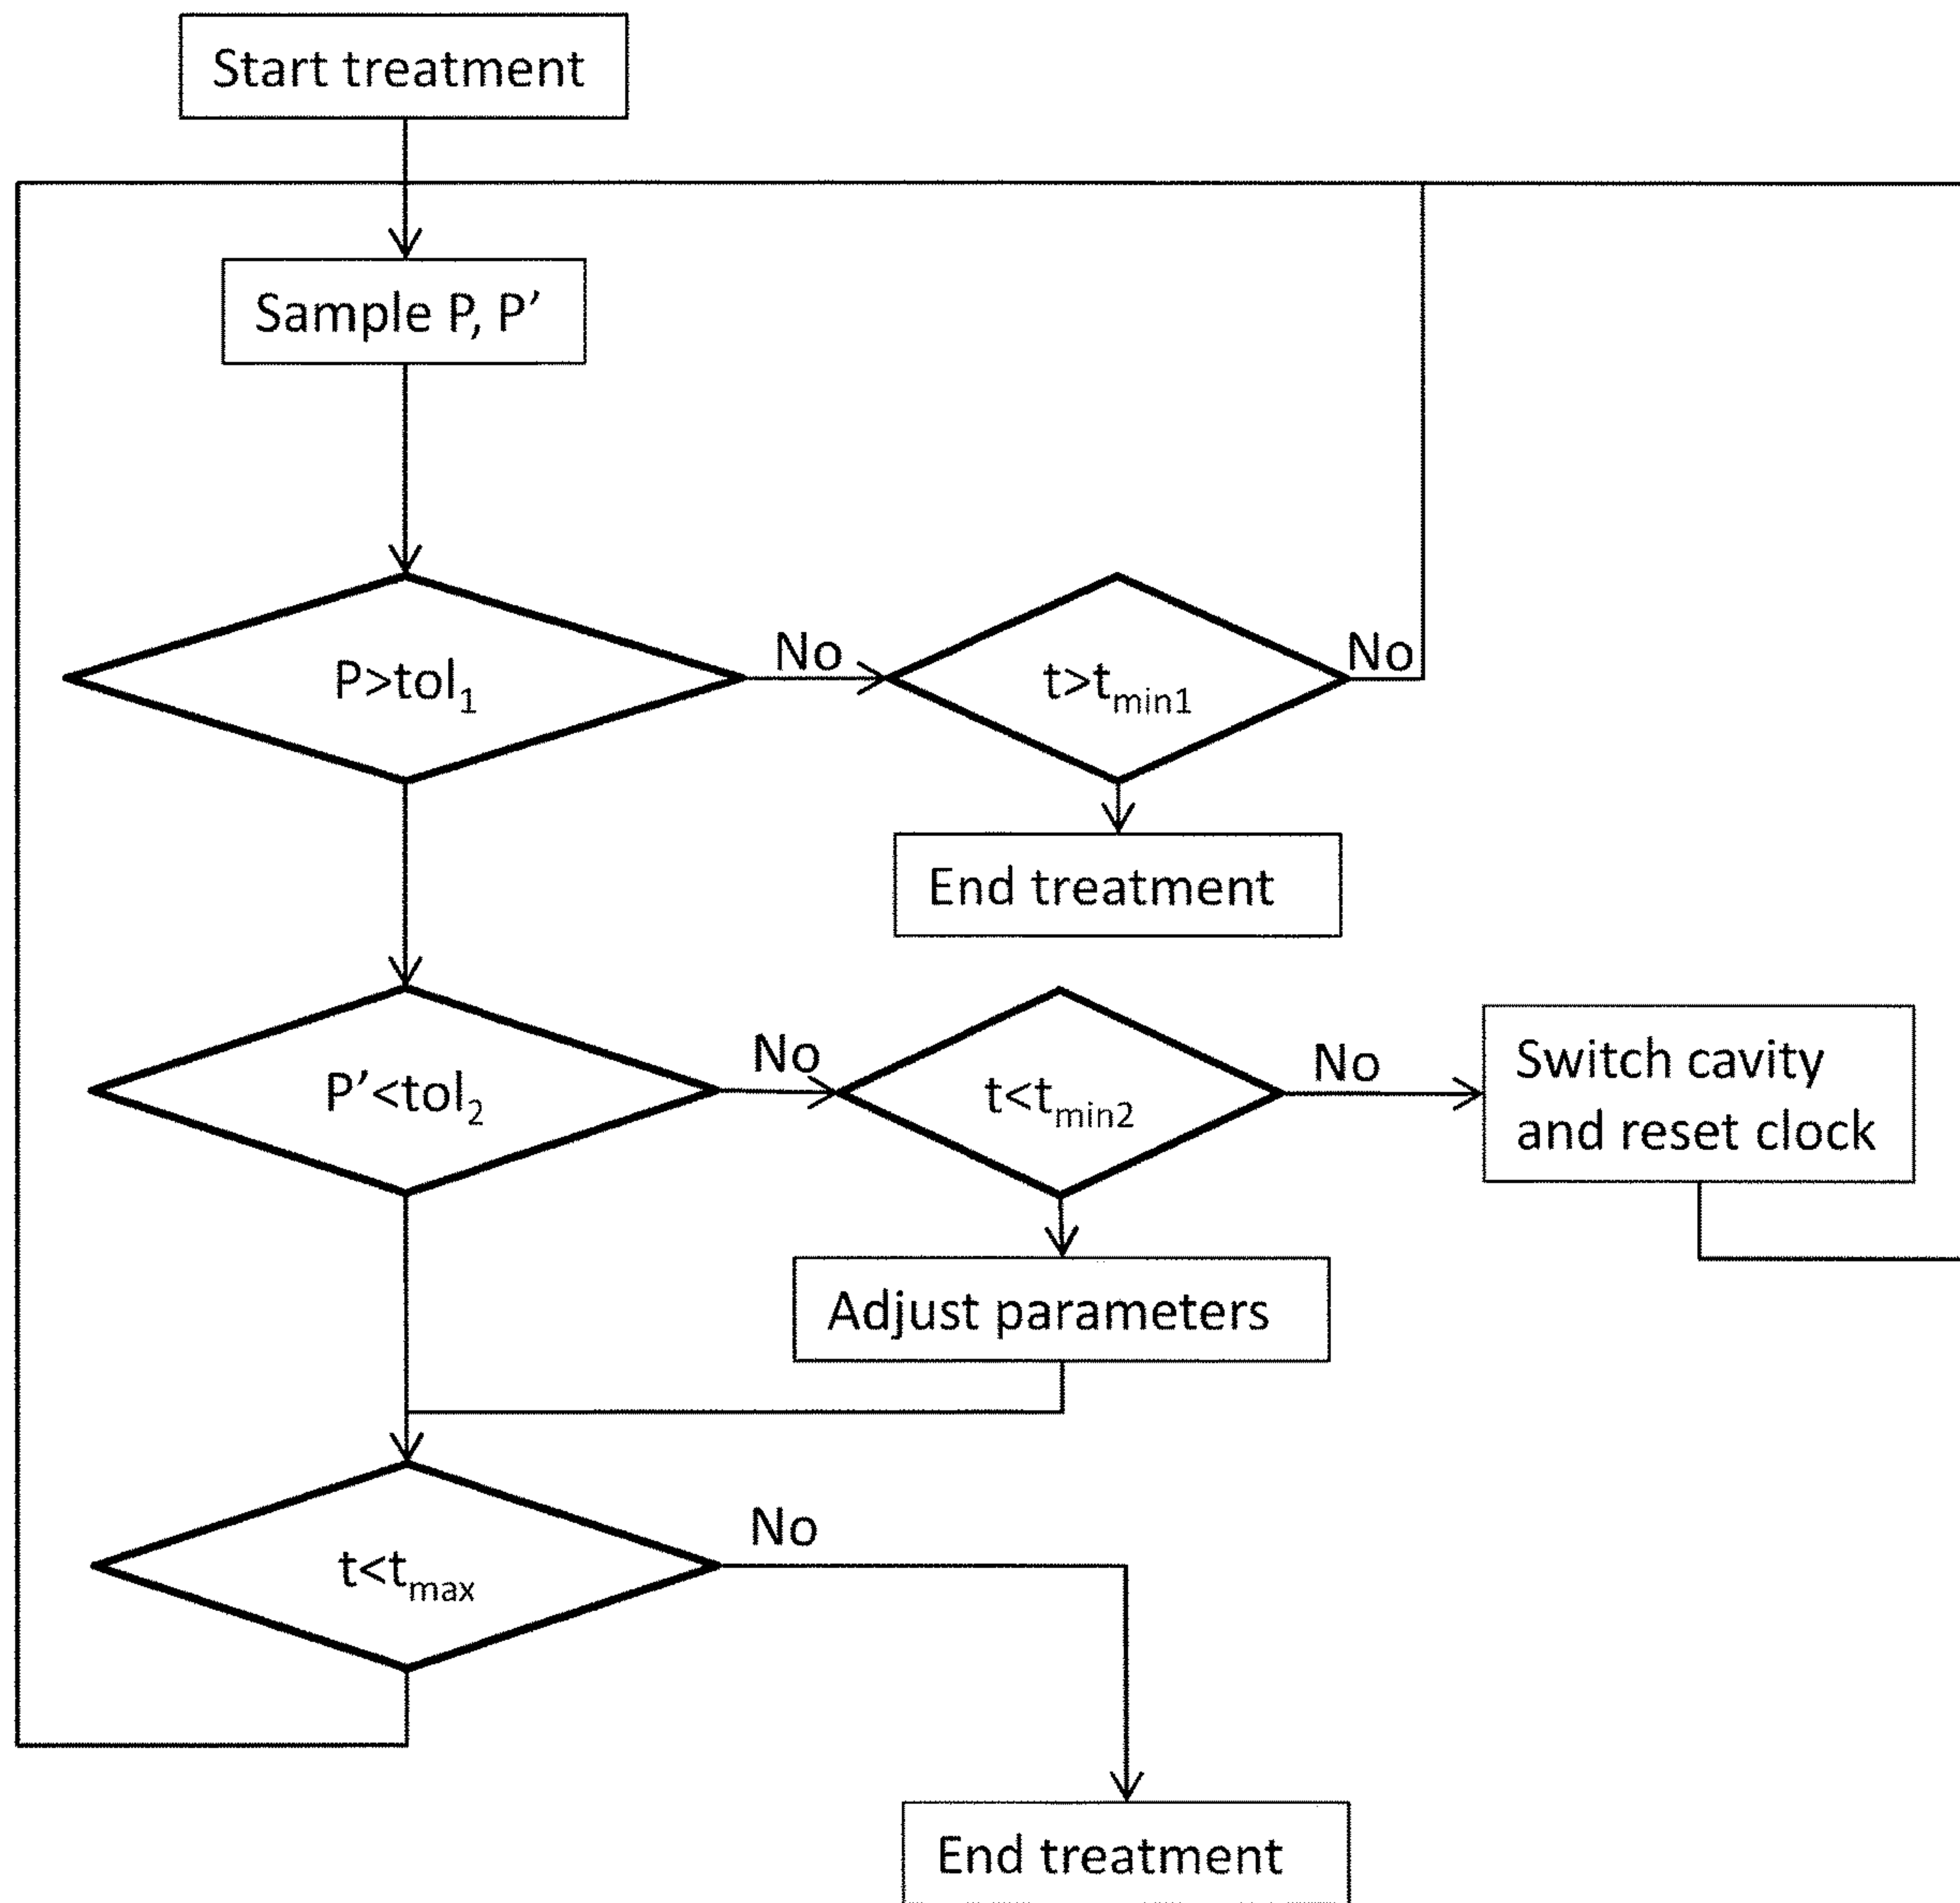 Start treatment
Sample P, P’
P>tol₁
No
t>tₘᵢₙ₁
No
End treatment
P’<tol₂
No
t<tₘᵢₙ₂
No
Switch cavity
and reset clock
Adjust parameters
t<tₘₐₓ
No
End treatment